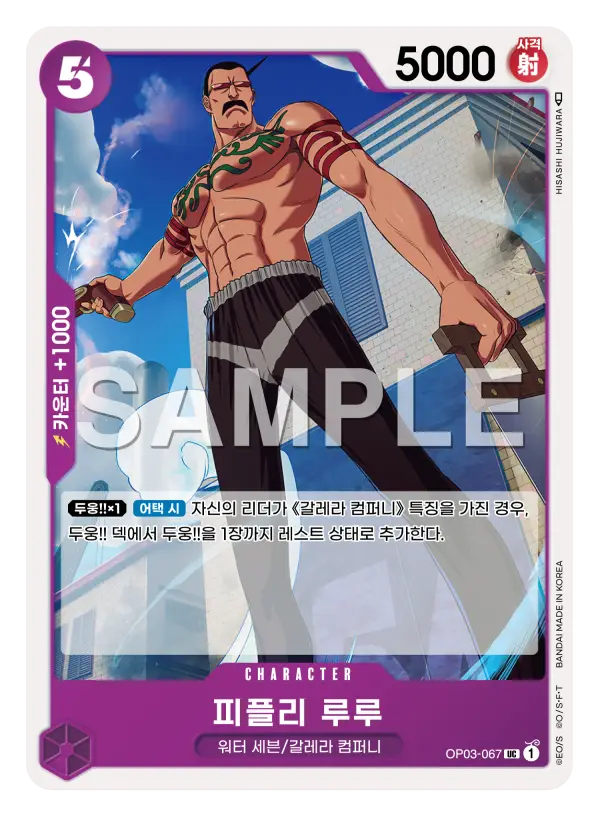 5
5000
사격
射
HISASHI HUJIWARA
카운터 +1000
SAMPLE
두웅!!×1 어택 시 자신의 리더가 《갈레라 컴퍼니》 특징을 가진 경우,
두웅!! 덱에서 두웅!!을 1장까지 레스트 상태로 추가한다.
CHARACTER
피플리 루루
워터 세븐/갈레라 컴퍼니
OP03-067 UC 1
©EO/S ©O/S·F·T BANDAI MADE IN KOREA